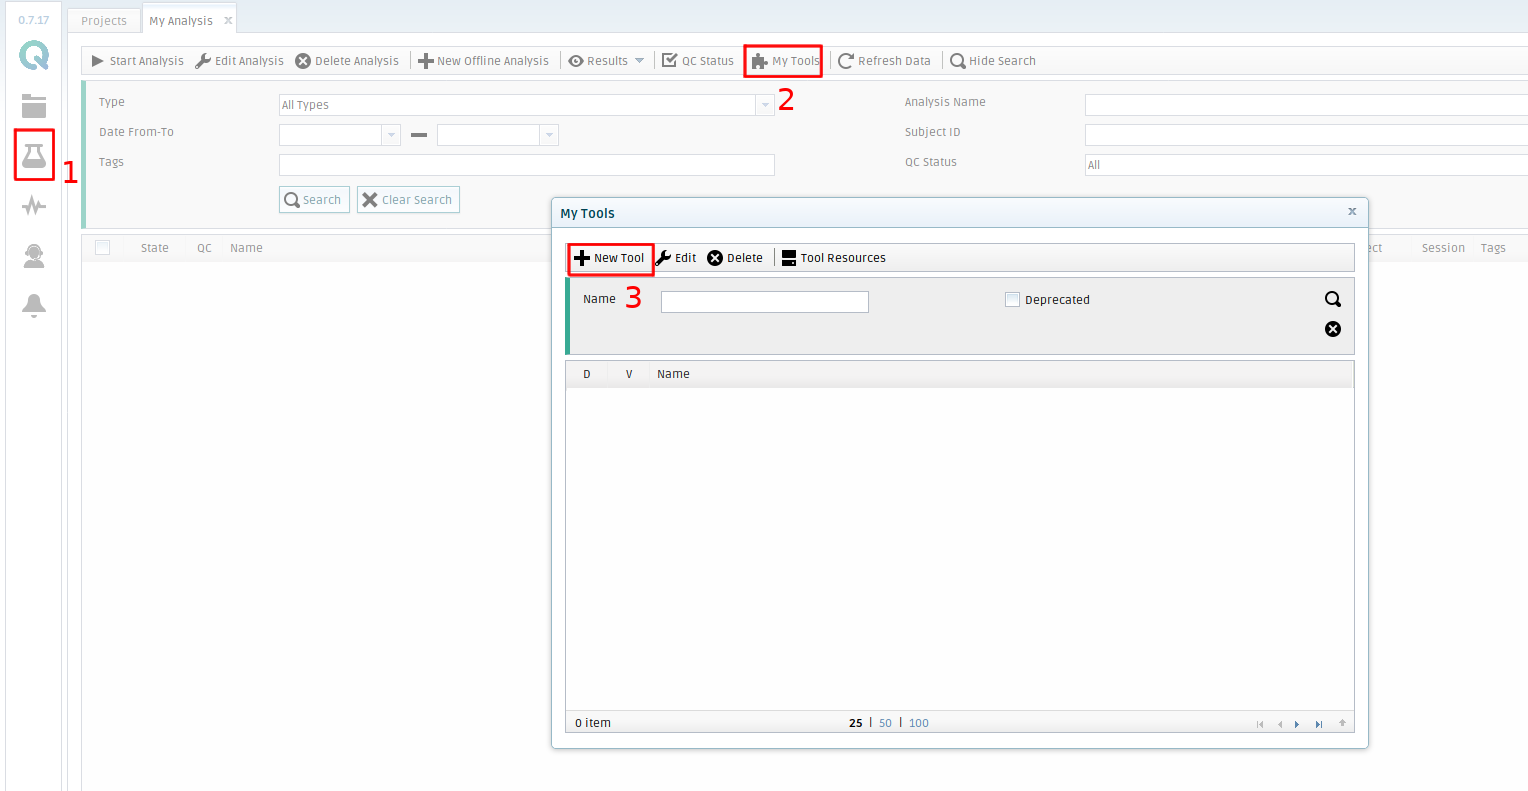 0.7.17
Projects
My Analysis x
Start Analysis Edit Analysis Delete Analysis New Offline Analysis Results QC Status My Tools Refresh Data Hide Search
2
Type All Types Analysis Name
Date From-To Subject ID
1
Tags QC Status All
Search Clear Search
State QC Name Session Tags
My Tools x
New Tool Edit Delete Tool Resources
Name 3 Deprecated
D V Name
0 item 25 | 50 | 100